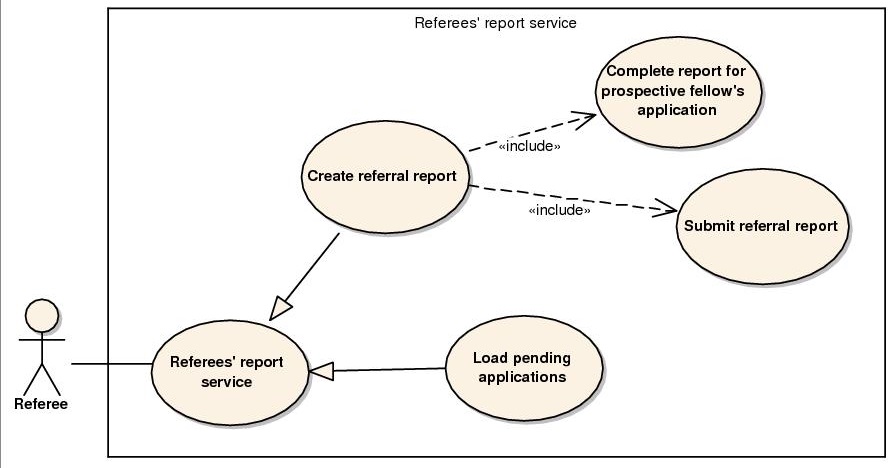 Referees' report service
Complete report for
prospective fellow's
application
«include»
Create referral report
«include»
Submit referral report
Referees' report
service
Load pending
applications
Referee